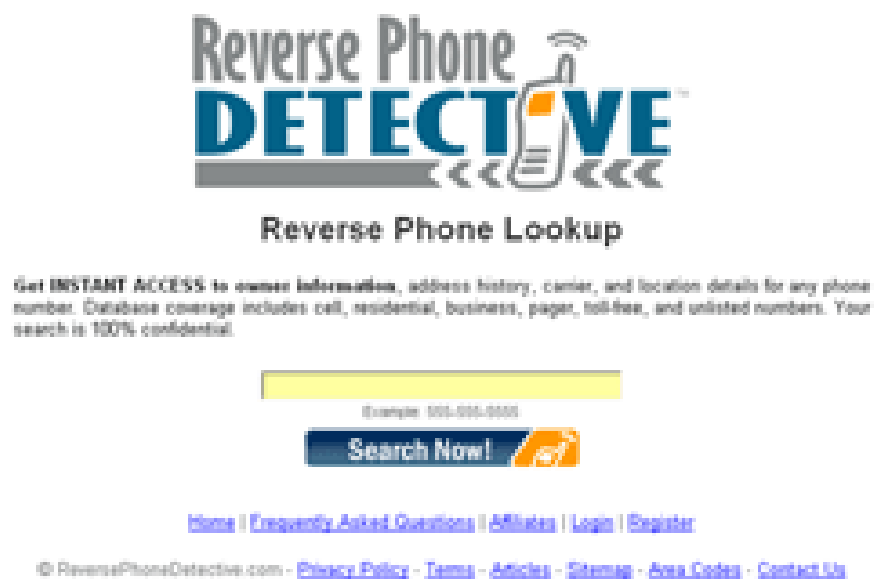 Reverse Phone
DETECTIVE™
Reverse Phone Lookup
Get INSTANT ACCESS to owner information, address history, carrier, and location details for any phone
number. Database coverage includes cell, residential, business, pager, toll-free, and unlisted numbers. Your
search is 100% confidential.
Example: 555-555-5555
Search Now!
Home | Frequently Asked Questions | Affiliates | Login | Register
© ReversePhoneDetective.com - Privacy Policy - Terms - Articles - Sitemap - Area Codes - Contact Us